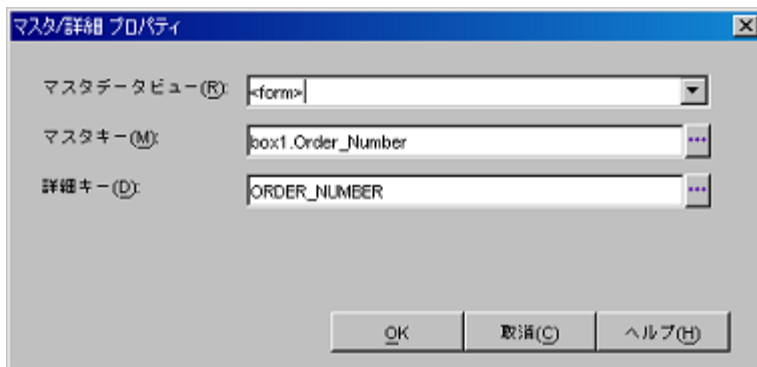 マスタ/詳細 プロパティ
マスタデータビュー(R): <form>
マスタキー(M): box1.Order_Number
詳細キー(D): ORDER_NUMBER
OK 取消(C) ヘルプ(H)